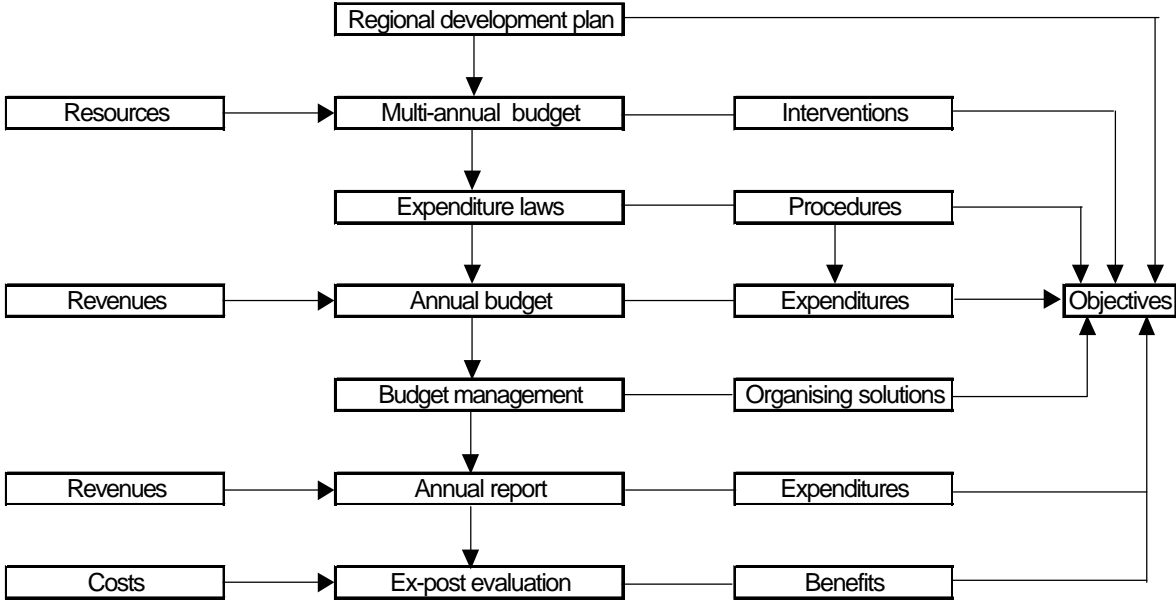 Regional development plan
Resources
Multi-annual budget
Interventions
Expenditure laws
Procedures
Revenues
Annual budget
Expenditures
Objectives
Budget management
Organising solutions
Revenues
Annual report
Expenditures
Costs
Ex-post evaluation
Benefits